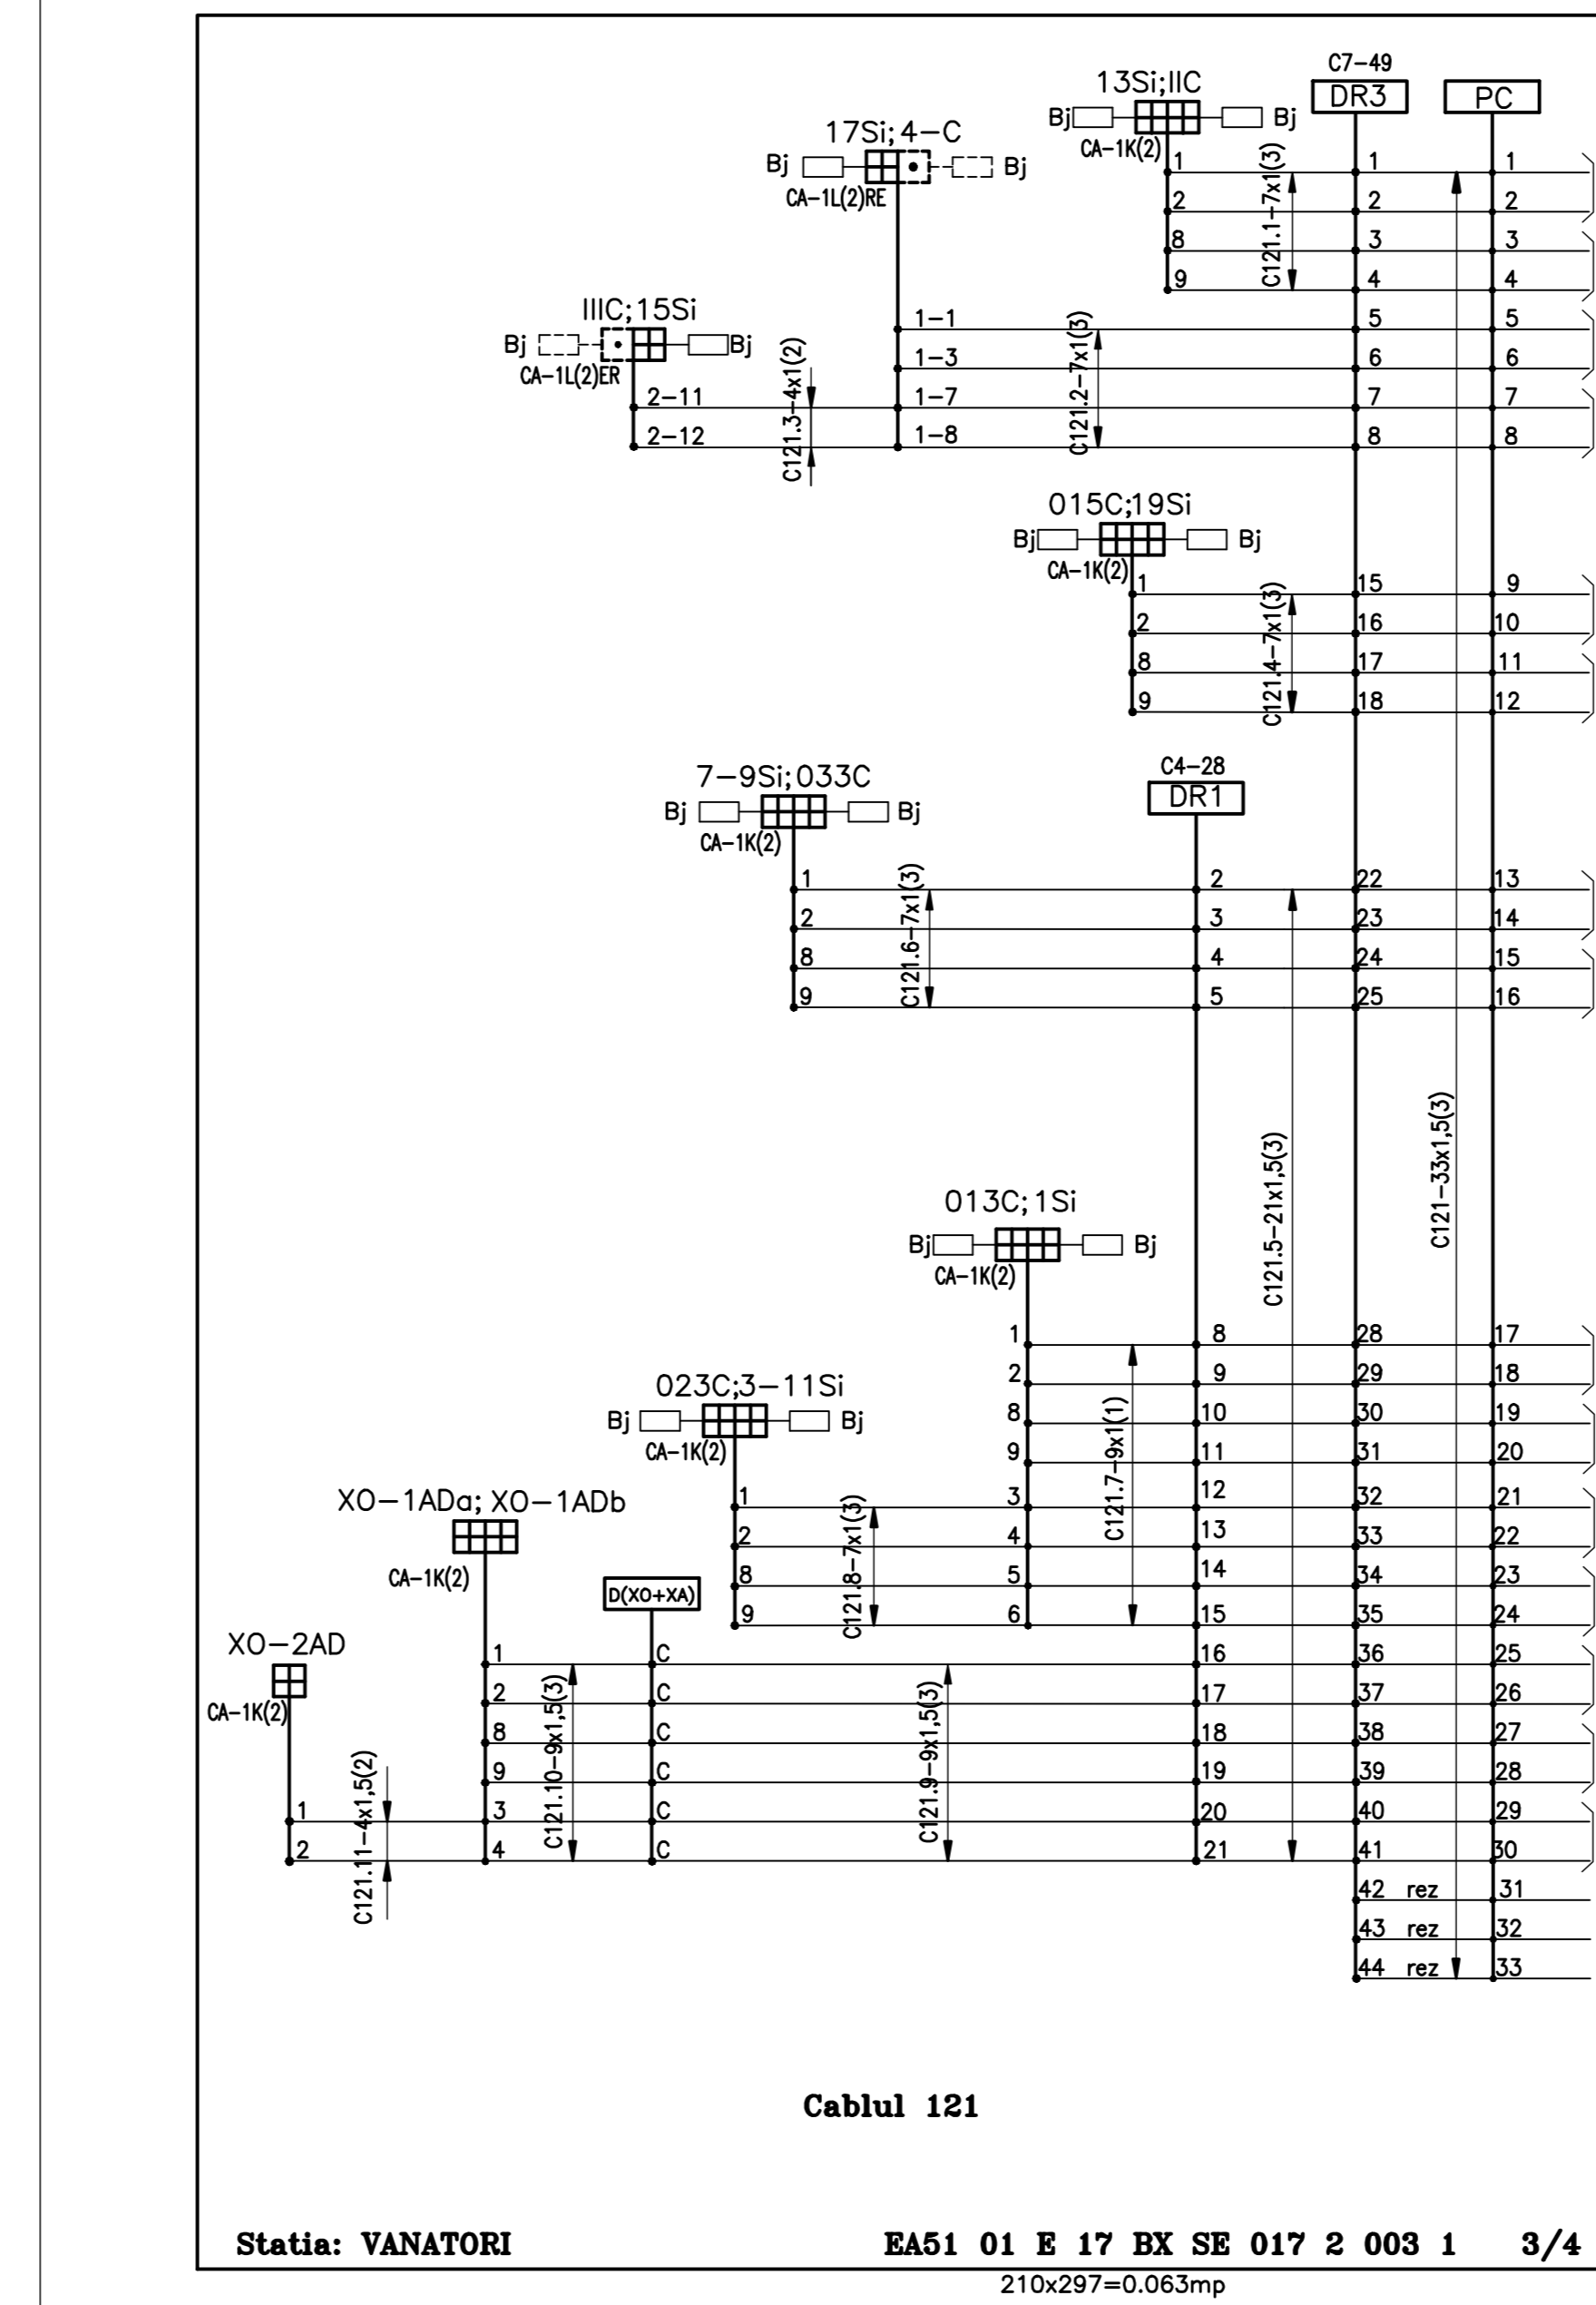 C7-49
13Si;IIC DR3 PC
Bj Bj
17Si;4-C CA-1K(2)
Bj Bj
CA-1L(2)RE
1 C121.1-7x1(3) 1 1
2 2 2
8 3 3
9 4 4
IIIC;15Si
Bj Bj
CA-1L(2)ER
1-1 5 5
1-3 6 6
2-11 C121.3-4x1(2) 1-7 C121.2-7x1(3) 7 7
2-12 1-8 8 8
015C;19Si
Bj Bj
CA-1K(2)
1 15 9
2 16 10
8 C121.4-7x1(3) 17 11
9 18 12
7-9Si;033C C4-28
Bj Bj DR1
CA-1K(2)
1 2 22 13
2 3 23 14
8 C121.6-7x1(3) 4 24 15
9 5 25 16
C121.5-21x1,5(3) C121-33x1,5(3)
013C;1Si
Bj Bj
CA-1K(2)
1 8 28 17
2 9 29 18
023C;3-11Si
Bj Bj
CA-1K(2)
8 10 30 19
9 C121.7-9x1(1) 11 31 20
XO-1ADa; XO-1ADb
CA-1K(2)
1 3 12 32 21
2 C121.8-7x1(3) 4 13 33 22
D(XO+XA)
8 5 14 34 23
9 6 15 35 24
XO-2AD
CA-1K(2)
1 C 16 36 25
2 C 17 37 26
8 C121.10-9x1,5(3) C C121.9-9x1,5(3) 18 38 27
9 C 19 39 28
1 C121.11-4x1,5(2) 3 C 20 40 29
2 4 C 21 41 30
42 rez 31
43 rez 32
44 rez 33
Cablul 121
Statia: VANATORI EA51 01 E 17 BX SE 017 2 003 1 3/4
210x297=0.063mp